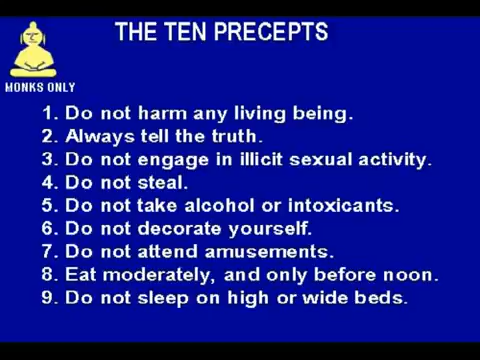 THE TEN PRECEPTS
MONKS ONLY
1. Do not harm any living being.
2. Always tell the truth.
3. Do not engage in illicit sexual activity.
4. Do not steal.
5. Do not take alcohol or intoxicants.
6. Do not decorate yourself.
7. Do not attend amusements.
8. Eat moderately, and only before noon.
9. Do not sleep on high or wide beds.